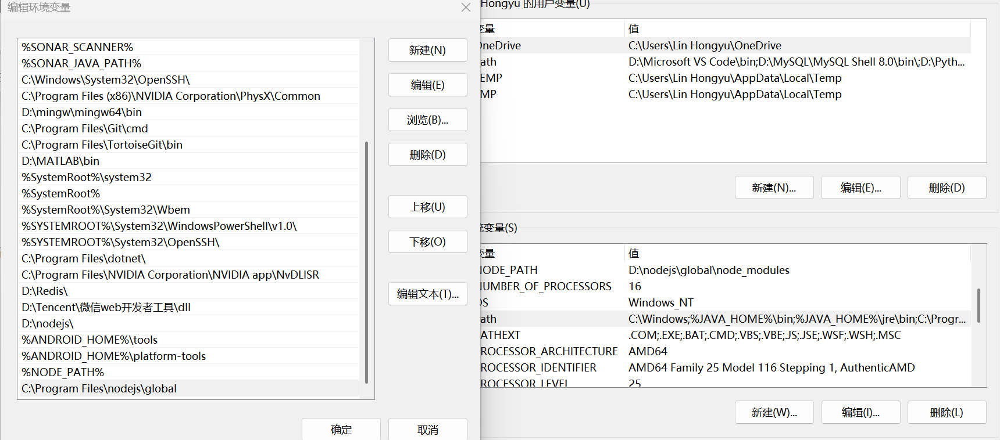 编辑环境变量
%SONAR_SCANNER%
%SONAR_JAVA_PATH%
C:\Windows\System32\OpenSSH\
C:\Program Files (x86)\NVIDIA Corporation\PhysX\Common
D:\mingw\mingw64\bin
C:\Program Files\Git\cmd
C:\Program Files\TortoiseGit\bin
D:\MATLAB\bin
%SystemRoot%\system32
%SystemRoot%
%SystemRoot%\System32\Wbem
%SYSTEMROOT%\System32\WindowsPowerShell\v1.0\
%SYSTEMROOT%\System32\OpenSSH\
C:\Program Files\dotnet\
C:\Program Files\NVIDIA Corporation\NVIDIA app\NvDLISR
D:\Redis\
D:\Tencent\微信web开发者工具\dll
D:\nodejs\
%ANDROID_HOME%\tools
%ANDROID_HOME%\platform-tools
%NODE_PATH%
C:\Program Files\nodejs\global
新建(N)
编辑(E)
浏览(B)...
删除(D)
上移(U)
下移(O)
编辑文本(T)...
确定
取消
Hongyu 的用户变量(U)
变量 值
OneDrive C:\Users\Lin Hongyu\OneDrive
ath D:\Microsoft VS Code\bin;D:\MySQL\MySQL Shell 8.0\bin\;D:\Pyth...
EMP C:\Users\Lin Hongyu\AppData\Local\Temp
MP C:\Users\Lin Hongyu\AppData\Local\Temp
新建(N)...
编辑(E)...
删除(D)
统变量(S)
变量 值
NODE_PATH D:\nodejs\global\node_modules
NUMBER_OF_PROCESSORS 16
OS Windows_NT
ath C:\Windows;%JAVA_HOME%\bin;%JAVA_HOME%\jre\bin;C:\Progr...
ATHEXT .COM;.EXE;.BAT;.CMD;.VBS;.VBE;.JS;.JSE;.WSF;.WSH;.MSC
ROCESSOR_ARCHITECTURE AMD64
ROCESSOR_IDENTIFIER AMD64 Family 25 Model 116 Stepping 1, AuthenticAMD
ROCESSOR_LEVEL 25
新建(W)...
编辑(I)...
删除(L)